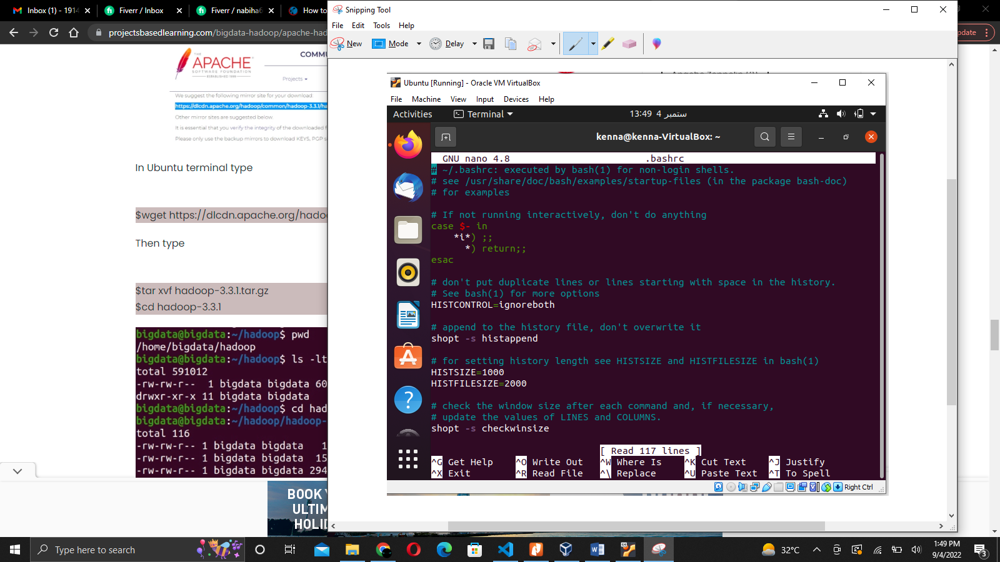 Inbox (1) - 1914
Fiverr / Inbox
Fiverr / nabiha6
How to
projectsbasedlearning.com/bigdata-hadoop/apache-had
Update
THE
APACHE
SOFTWARE FOUNDATION
ESTABLISHED 1999
COMMU
Projects
We suggest the following mirror site for your download:
https://dlcdn.apache.org/hadoop/common/hadoop-3.3.1/ha
Other mirror sites are suggested below.
It is essential that you verify the integrity of the downloaded f
Please only use the backup mirrors to download KEYS, PGP s
In Ubuntu terminal type
$wget https://dlcdn.apache.org/hado
Then type
$tar xvf hadoop-3.3.1.tar.gz
$cd hadoop-3.3.1
bigdata@bigdata:~/hadoop$ pwd
/home/bigdata/hadoop
bigdata@bigdata:~/hadoop$ ls -lt
total 591012
-rw-rw-r-- 1 bigdata bigdata 60
drwxr-xr-x 11 bigdata bigdata
bigdata@bigdata:~/hadoop$ cd had
bigdata@bigdata:~/hadoop/hadoop-
total 116
-rw-rw-r-- 1 bigdata bigdata 1
-rw-rw-r-- 1 bigdata bigdata 15
-rw-rw-r-- 1 bigdata bigdata 294
BOOK Y
ULTIM
HOLID
Snipping Tool
File Edit Tools Help
New Mode Delay
Ubuntu [Running] - Oracle VM VirtualBox
File Machine View Input Devices Help
Activities Terminal 13:49 4 ستمبر
kenna@kenna-VirtualBox: ~
GNU nano 4.8 .bashrc
# ~/.bashrc: executed by bash(1) for non-login shells.
# see /usr/share/doc/bash/examples/startup-files (in the package bash-doc)
# for examples
# If not running interactively, don't do anything
case $- in
*i*) ;;
*) return;;
esac
# don't put duplicate lines or lines starting with space in the history.
# See bash(1) for more options
HISTCONTROL=ignoreboth
# append to the history file, don't overwrite it
shopt -s histappend
# for setting history length see HISTSIZE and HISTFILESIZE in bash(1)
HISTSIZE=1000
HISTFILESIZE=2000
# check the window size after each command and, if necessary,
# update the values of LINES and COLUMNS.
shopt -s checkwinsize
[ Read 117 lines ]
^G Get Help ^O Write Out ^W Where Is ^K Cut Text ^J Justify
^X Exit ^R Read File ^\ Replace ^U Paste Text ^T To Spell
Right Ctrl
Type here to search
32°C
1:49 PM
9/4/2022
3